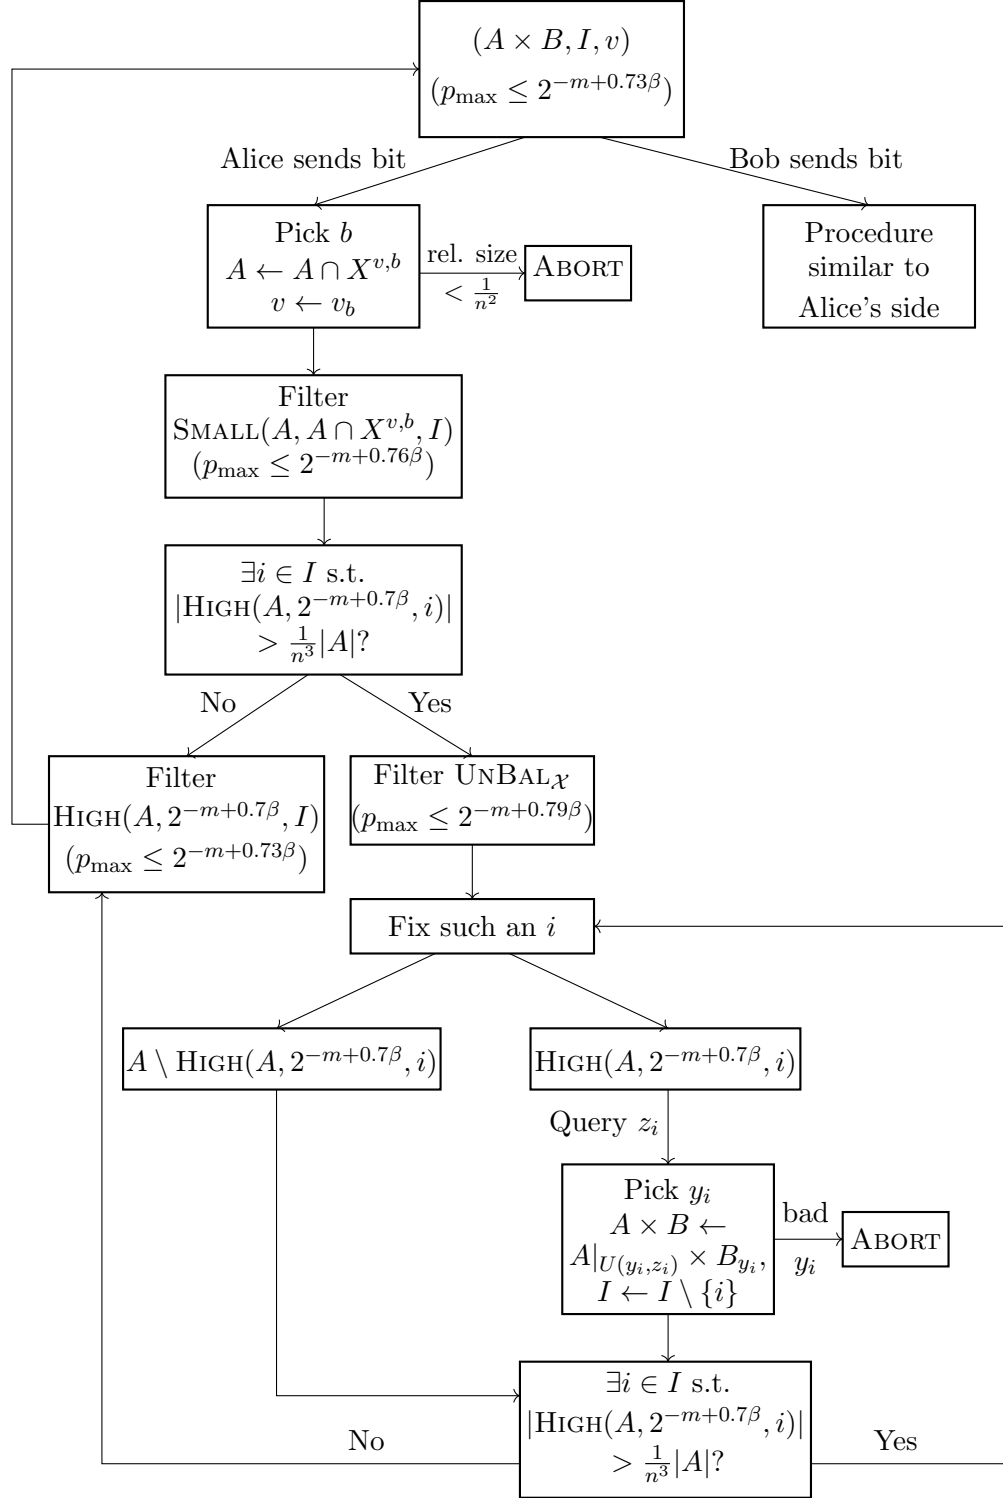 (A × B, I, v)
(p_max ≤ 2^{−m+0.73β})
Alice sends bit
Bob sends bit
Pick b
A ← A ∩ X^{v,b}
v ← v_b
rel. size
< 1/n^2
ABORT
Procedure
similar to
Alice's side
Filter
SMALL(A, A ∩ X^{v,b}, I)
(p_max ≤ 2^{−m+0.76β})
∃i ∈ I s.t.
|HIGH(A, 2^{−m+0.7β}, i)|
> 1/n^3 |A|?
No
Yes
Filter
HIGH(A, 2^{−m+0.7β}, I)
(p_max ≤ 2^{−m+0.73β})
Filter UNBAL_𝒳
(p_max ≤ 2^{−m+0.79β})
Fix such an i
A \ HIGH(A, 2^{−m+0.7β}, i)
HIGH(A, 2^{−m+0.7β}, i)
Query z_i
Pick y_i
A × B ←
A|_{U(y_i,z_i)} × B_{y_i},
I ← I \ {i}
bad
y_i
ABORT
∃i ∈ I s.t.
|HIGH(A, 2^{−m+0.7β}, i)|
> 1/n^3 |A|?
No
Yes